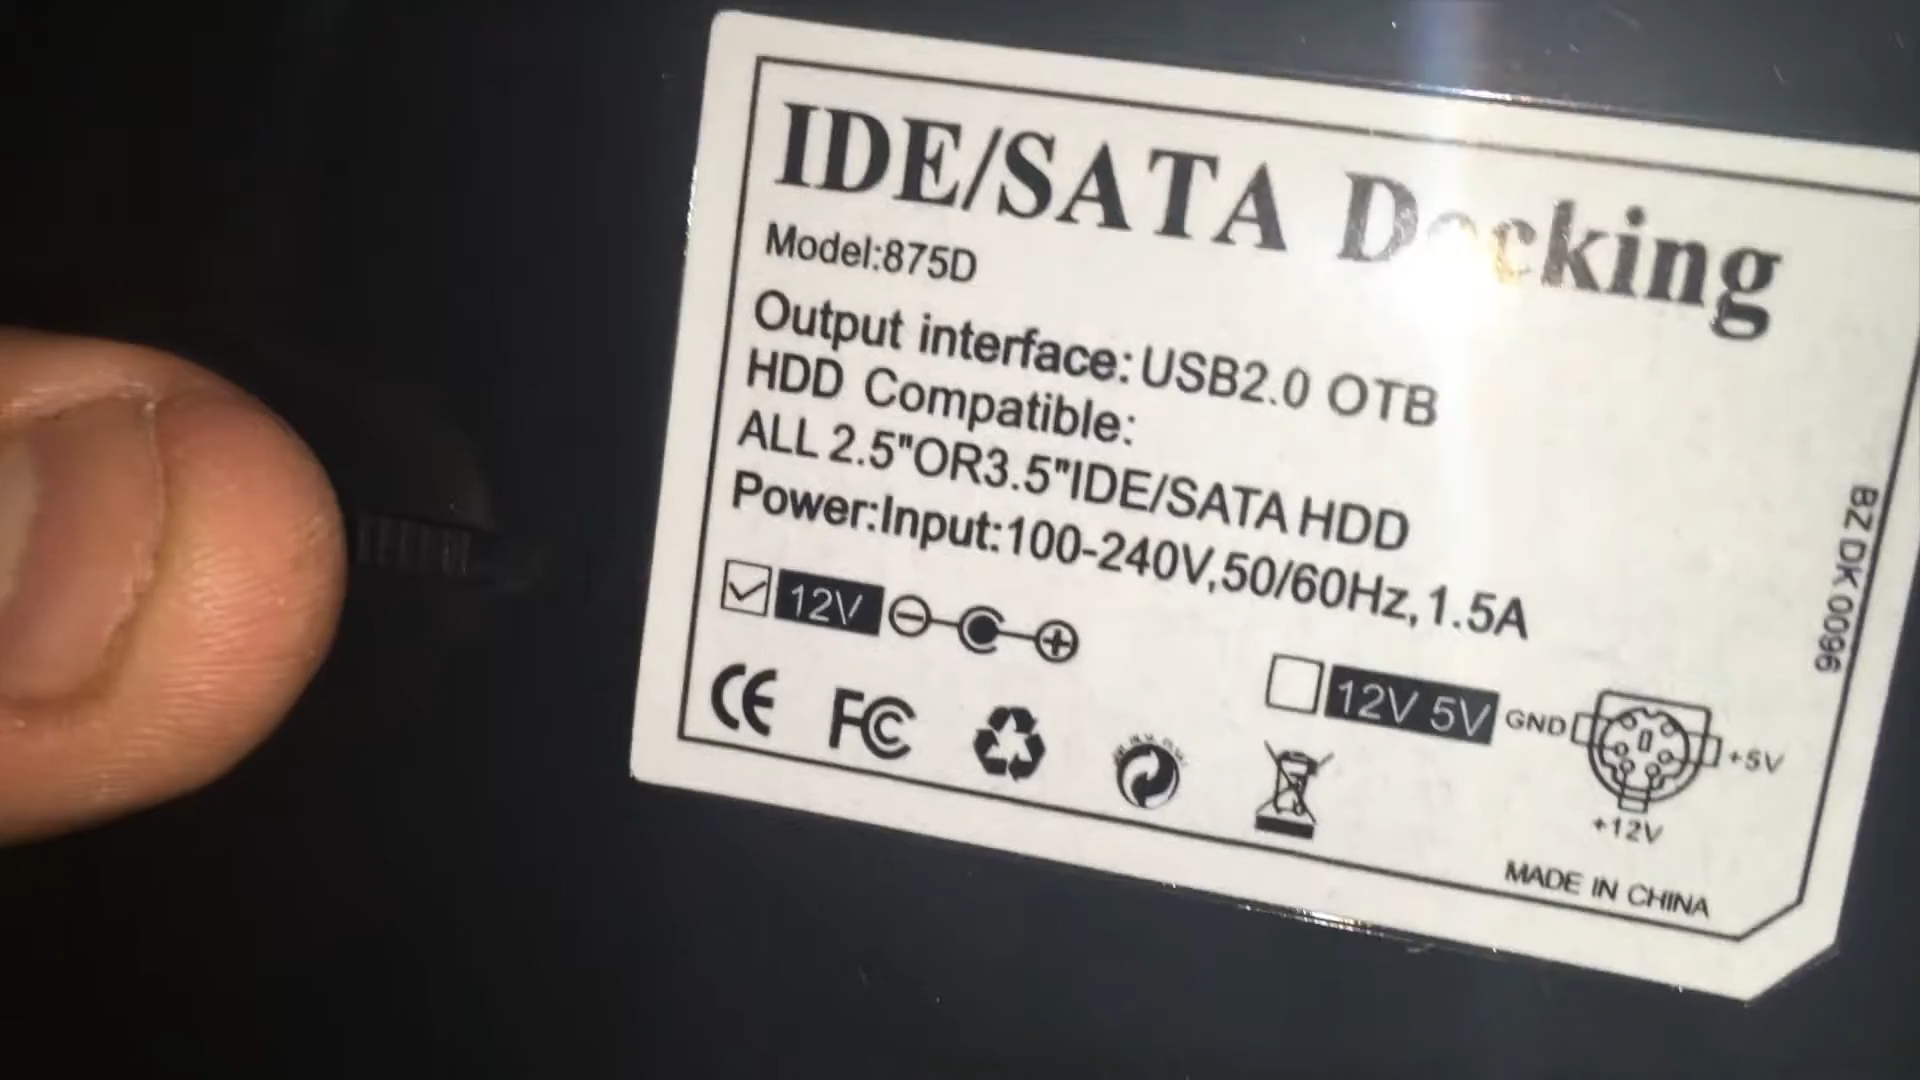 IDE/SATA Docking
Model:875D
Output interface:USB2.0 OTB
HDD Compatible:
ALL 2.5"OR3.5"IDE/SATA HDD
Power:Input:100-240V,50/60Hz,1.5A
12V
12V 5V GND +5V
+12V
CE FC
MADE IN CHINA
BZ DK 0096